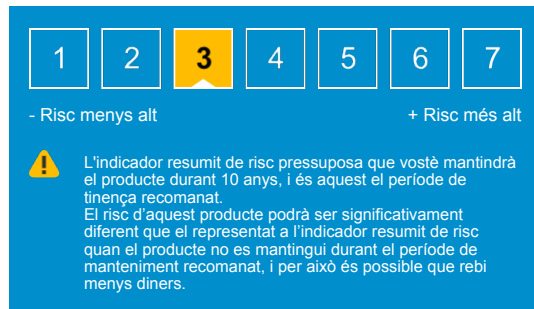 1 2 3 4 5 6 7
- Risc menys alt + Risc més alt
L'indicador resumit de risc pressuposa que vostè mantindrà
el producte durant 10 anys, i és aquest el període de
tinença recomanat.
El risc d’aquest producte podrà ser significativament
diferent que el representat a l’indicador resumit de risc
quan el producte no es mantingui durant el període de
manteniment recomanat, i per això és possible que rebi
menys diners.